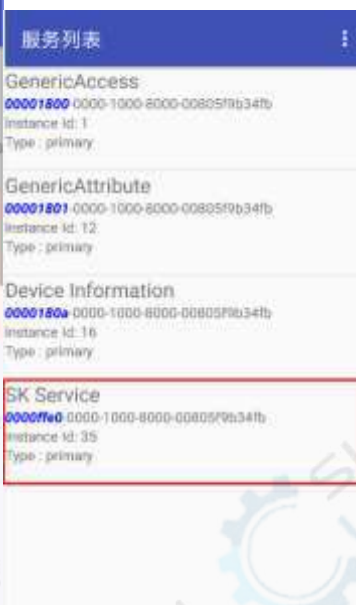 服务列表
GenericAccess
00001800-0000-1000-8000-00805f9b34fb
Instance Id: 1
Type : primary
GenericAttribute
00001801-0000-1000-8000-00805f9b34fb
Instance Id: 12
Type : primary
Device Information
0000180a-0000-1000-8000-00805f9b34fb
Instance Id: 16
Type : primary
SK Service
0000ffe0-0000-1000-8000-00805f9b34fb
Instance Id: 35
Type : primary